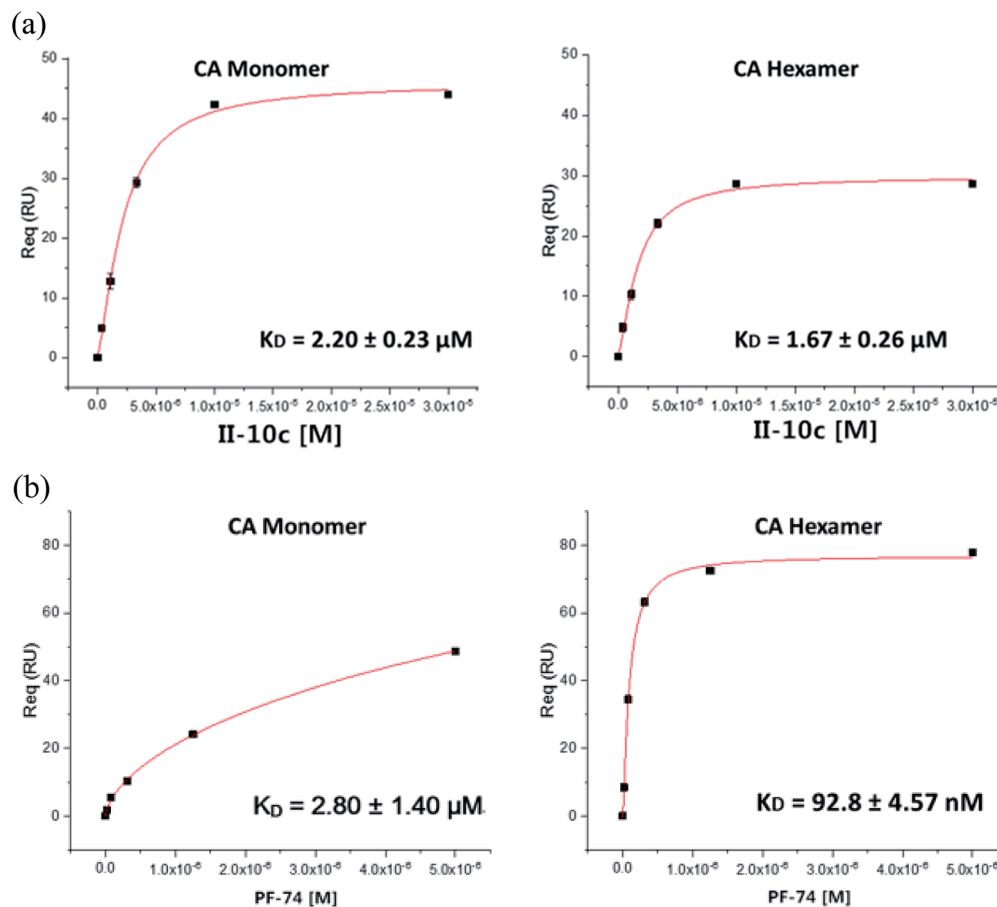 (a)
CA Monomer
50
40
30
20
10
0
Req (RU)
K_D = 2.20 ± 0.23 µM
0.0 5.0x10⁻⁶ 1.0x10⁻⁵ 1.5x10⁻⁵ 2.0x10⁻⁵ 2.5x10⁻⁵ 3.0x10⁻⁵
II-10c [M]
CA Hexamer
50
40
30
20
10
0
Req (RU)
K_D = 1.67 ± 0.26 µM
0.0 5.0x10⁻⁶ 1.0x10⁻⁵ 1.5x10⁻⁵ 2.0x10⁻⁵ 2.5x10⁻⁵ 3.0x10⁻⁵
II-10c [M]
(b)
CA Monomer
80
60
40
20
0
Req (RU)
K_D = 2.80 ± 1.40 µM
0.0 1.0x10⁻⁶ 2.0x10⁻⁶ 3.0x10⁻⁶ 4.0x10⁻⁶ 5.0x10⁻⁶
PF-74 [M]
CA Hexamer
80
60
40
20
0
Req (RU)
K_D = 92.8 ± 4.57 nM
0.0 1.0x10⁻⁶ 2.0x10⁻⁶ 3.0x10⁻⁶ 4.0x10⁻⁶ 5.0x10⁻⁶
PF-74 [M]